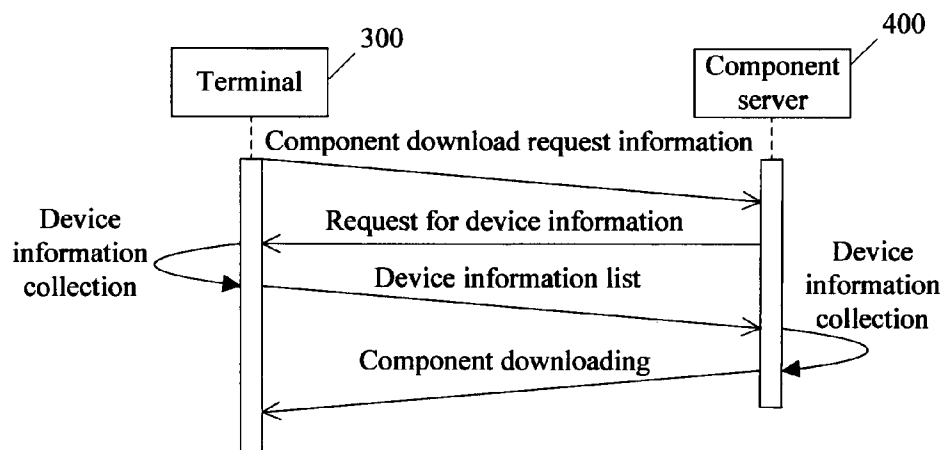 300
400
Terminal
Component
server
Component download request information
Request for device information
Device
information
collection
Device information list
Device
information
collection
Component downloading